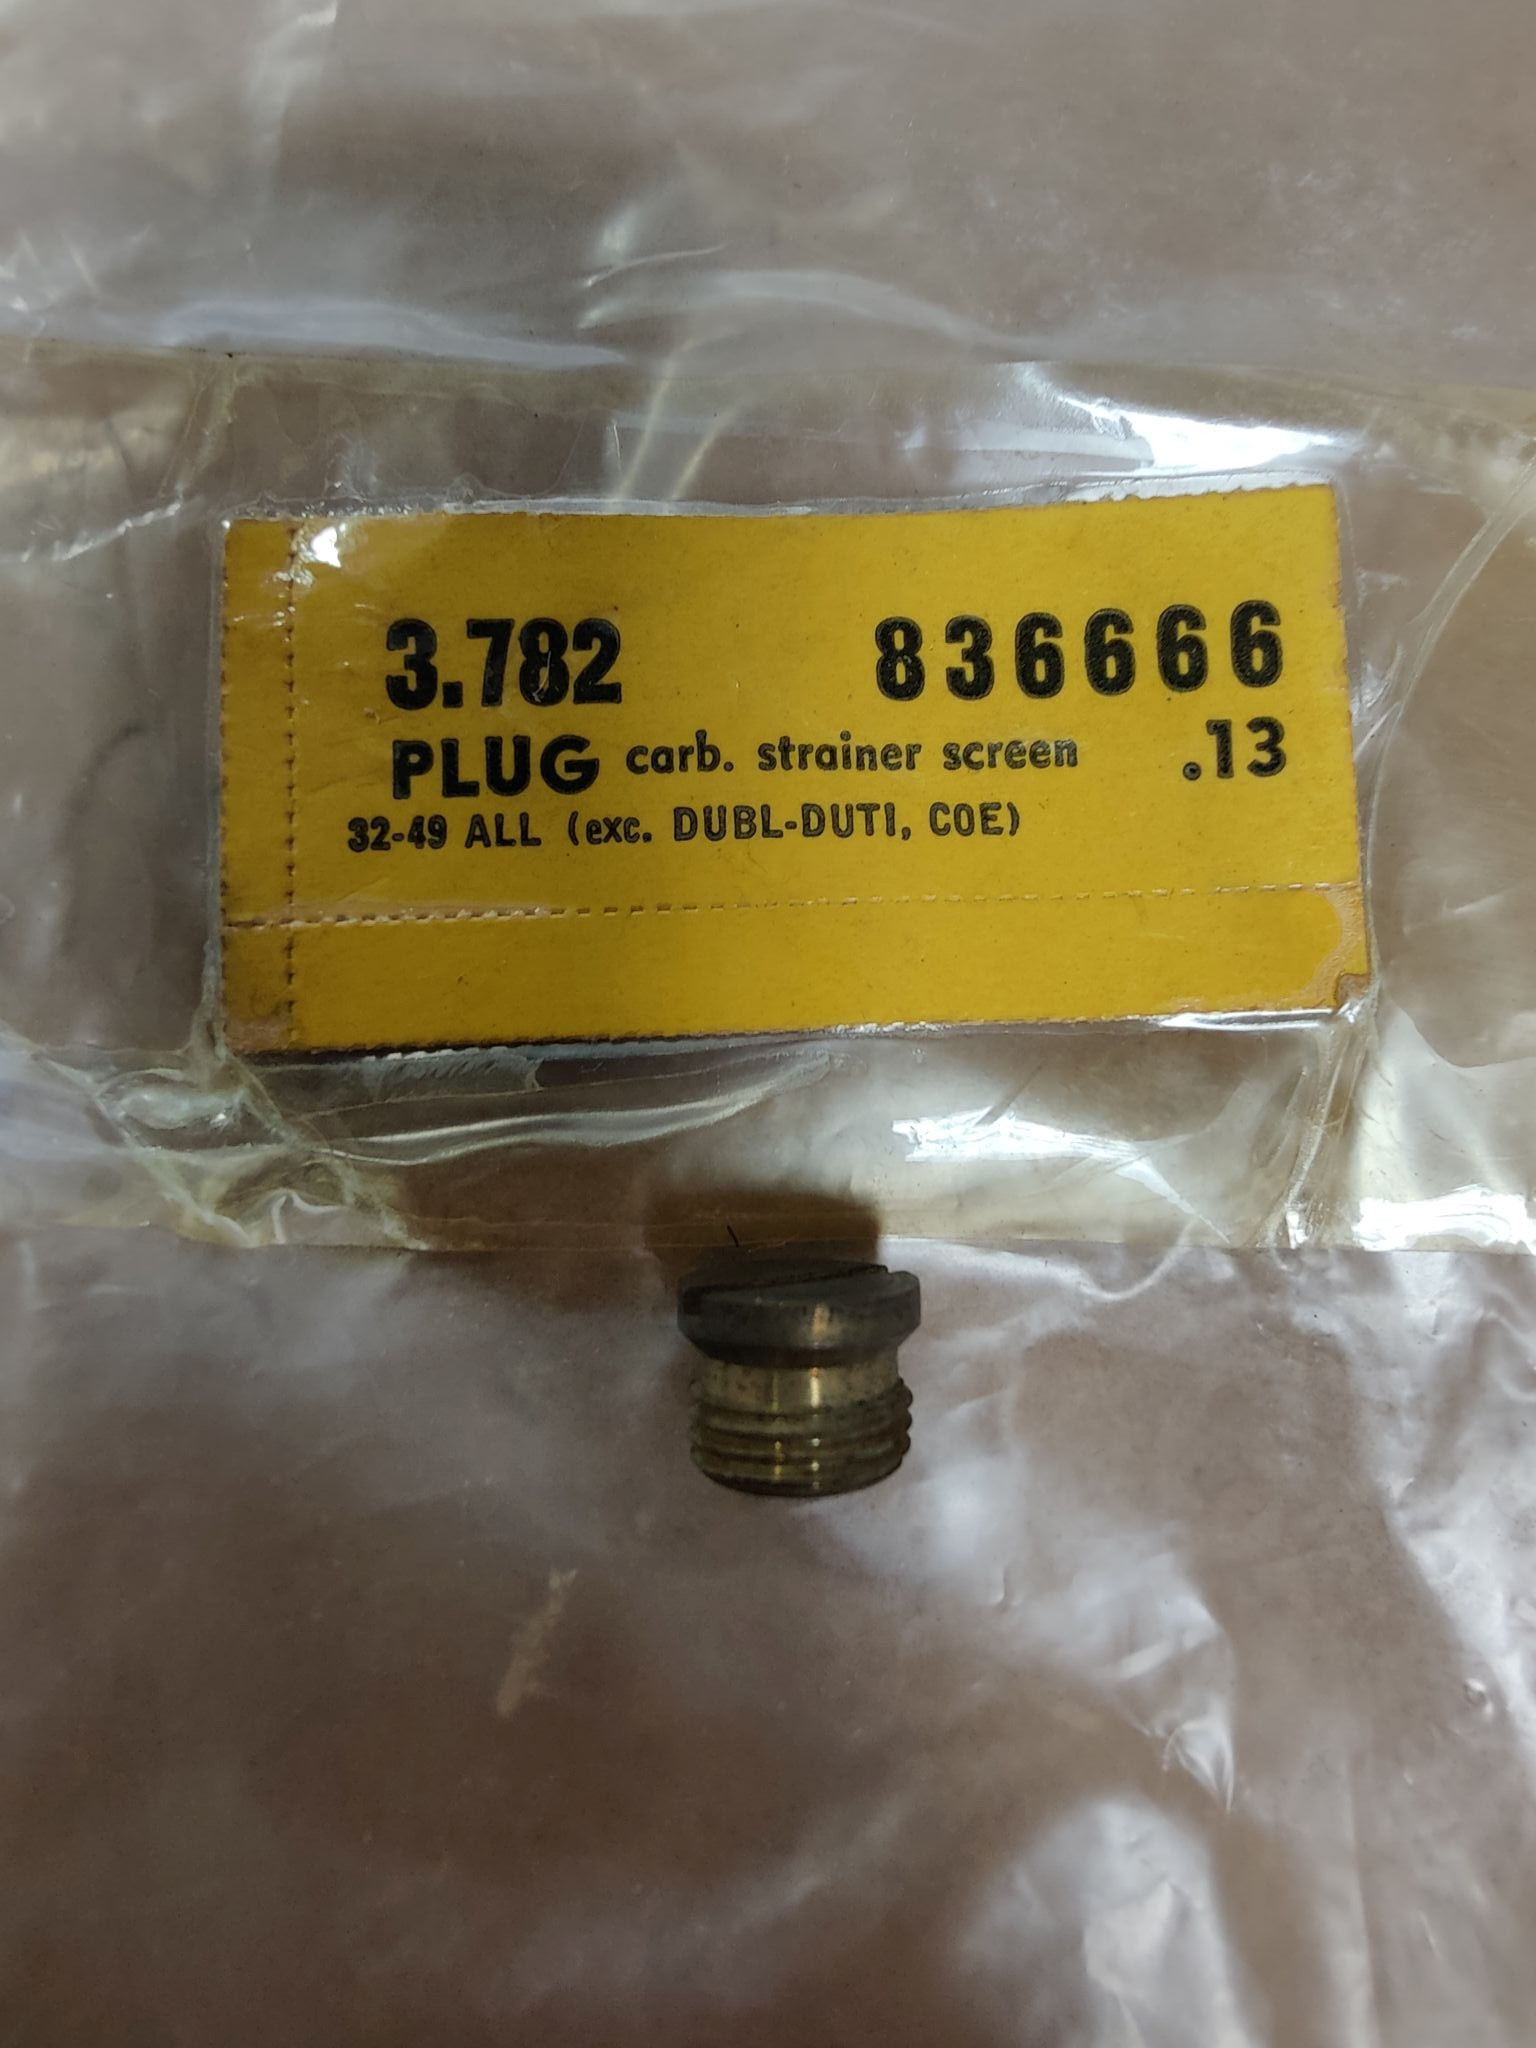 3.782 836666
PLUG carb. strainer screen .13
32-49 ALL (exc. DUBL-DUTI, COE)